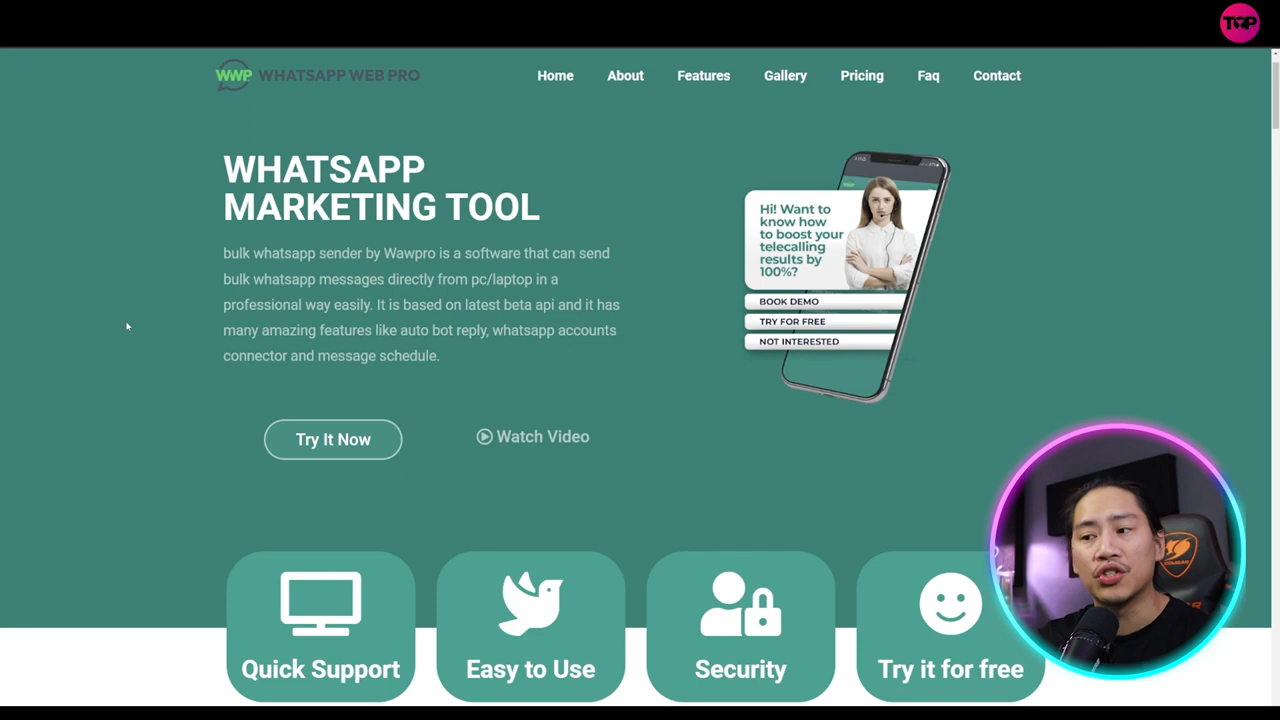 TOP
WWP WHATSAPP WEB PRO
Home About Features Gallery Pricing Faq Contact
WHATSAPP
MARKETING TOOL
bulk whatsapp sender by Wawpro is a software that can send
bulk whatsapp messages directly from pc/laptop in a
professional way easily. It is based on latest beta api and it has
many amazing features like auto bot reply, whatsapp accounts
connector and message schedule.
Try It Now
Watch Video
Hi! Want to
know how
to boost your
telecalling
results by
100%?
BOOK DEMO
TRY FOR FREE
NOT INTERESTED
Quick Support
Easy to Use
Security
Try it for free